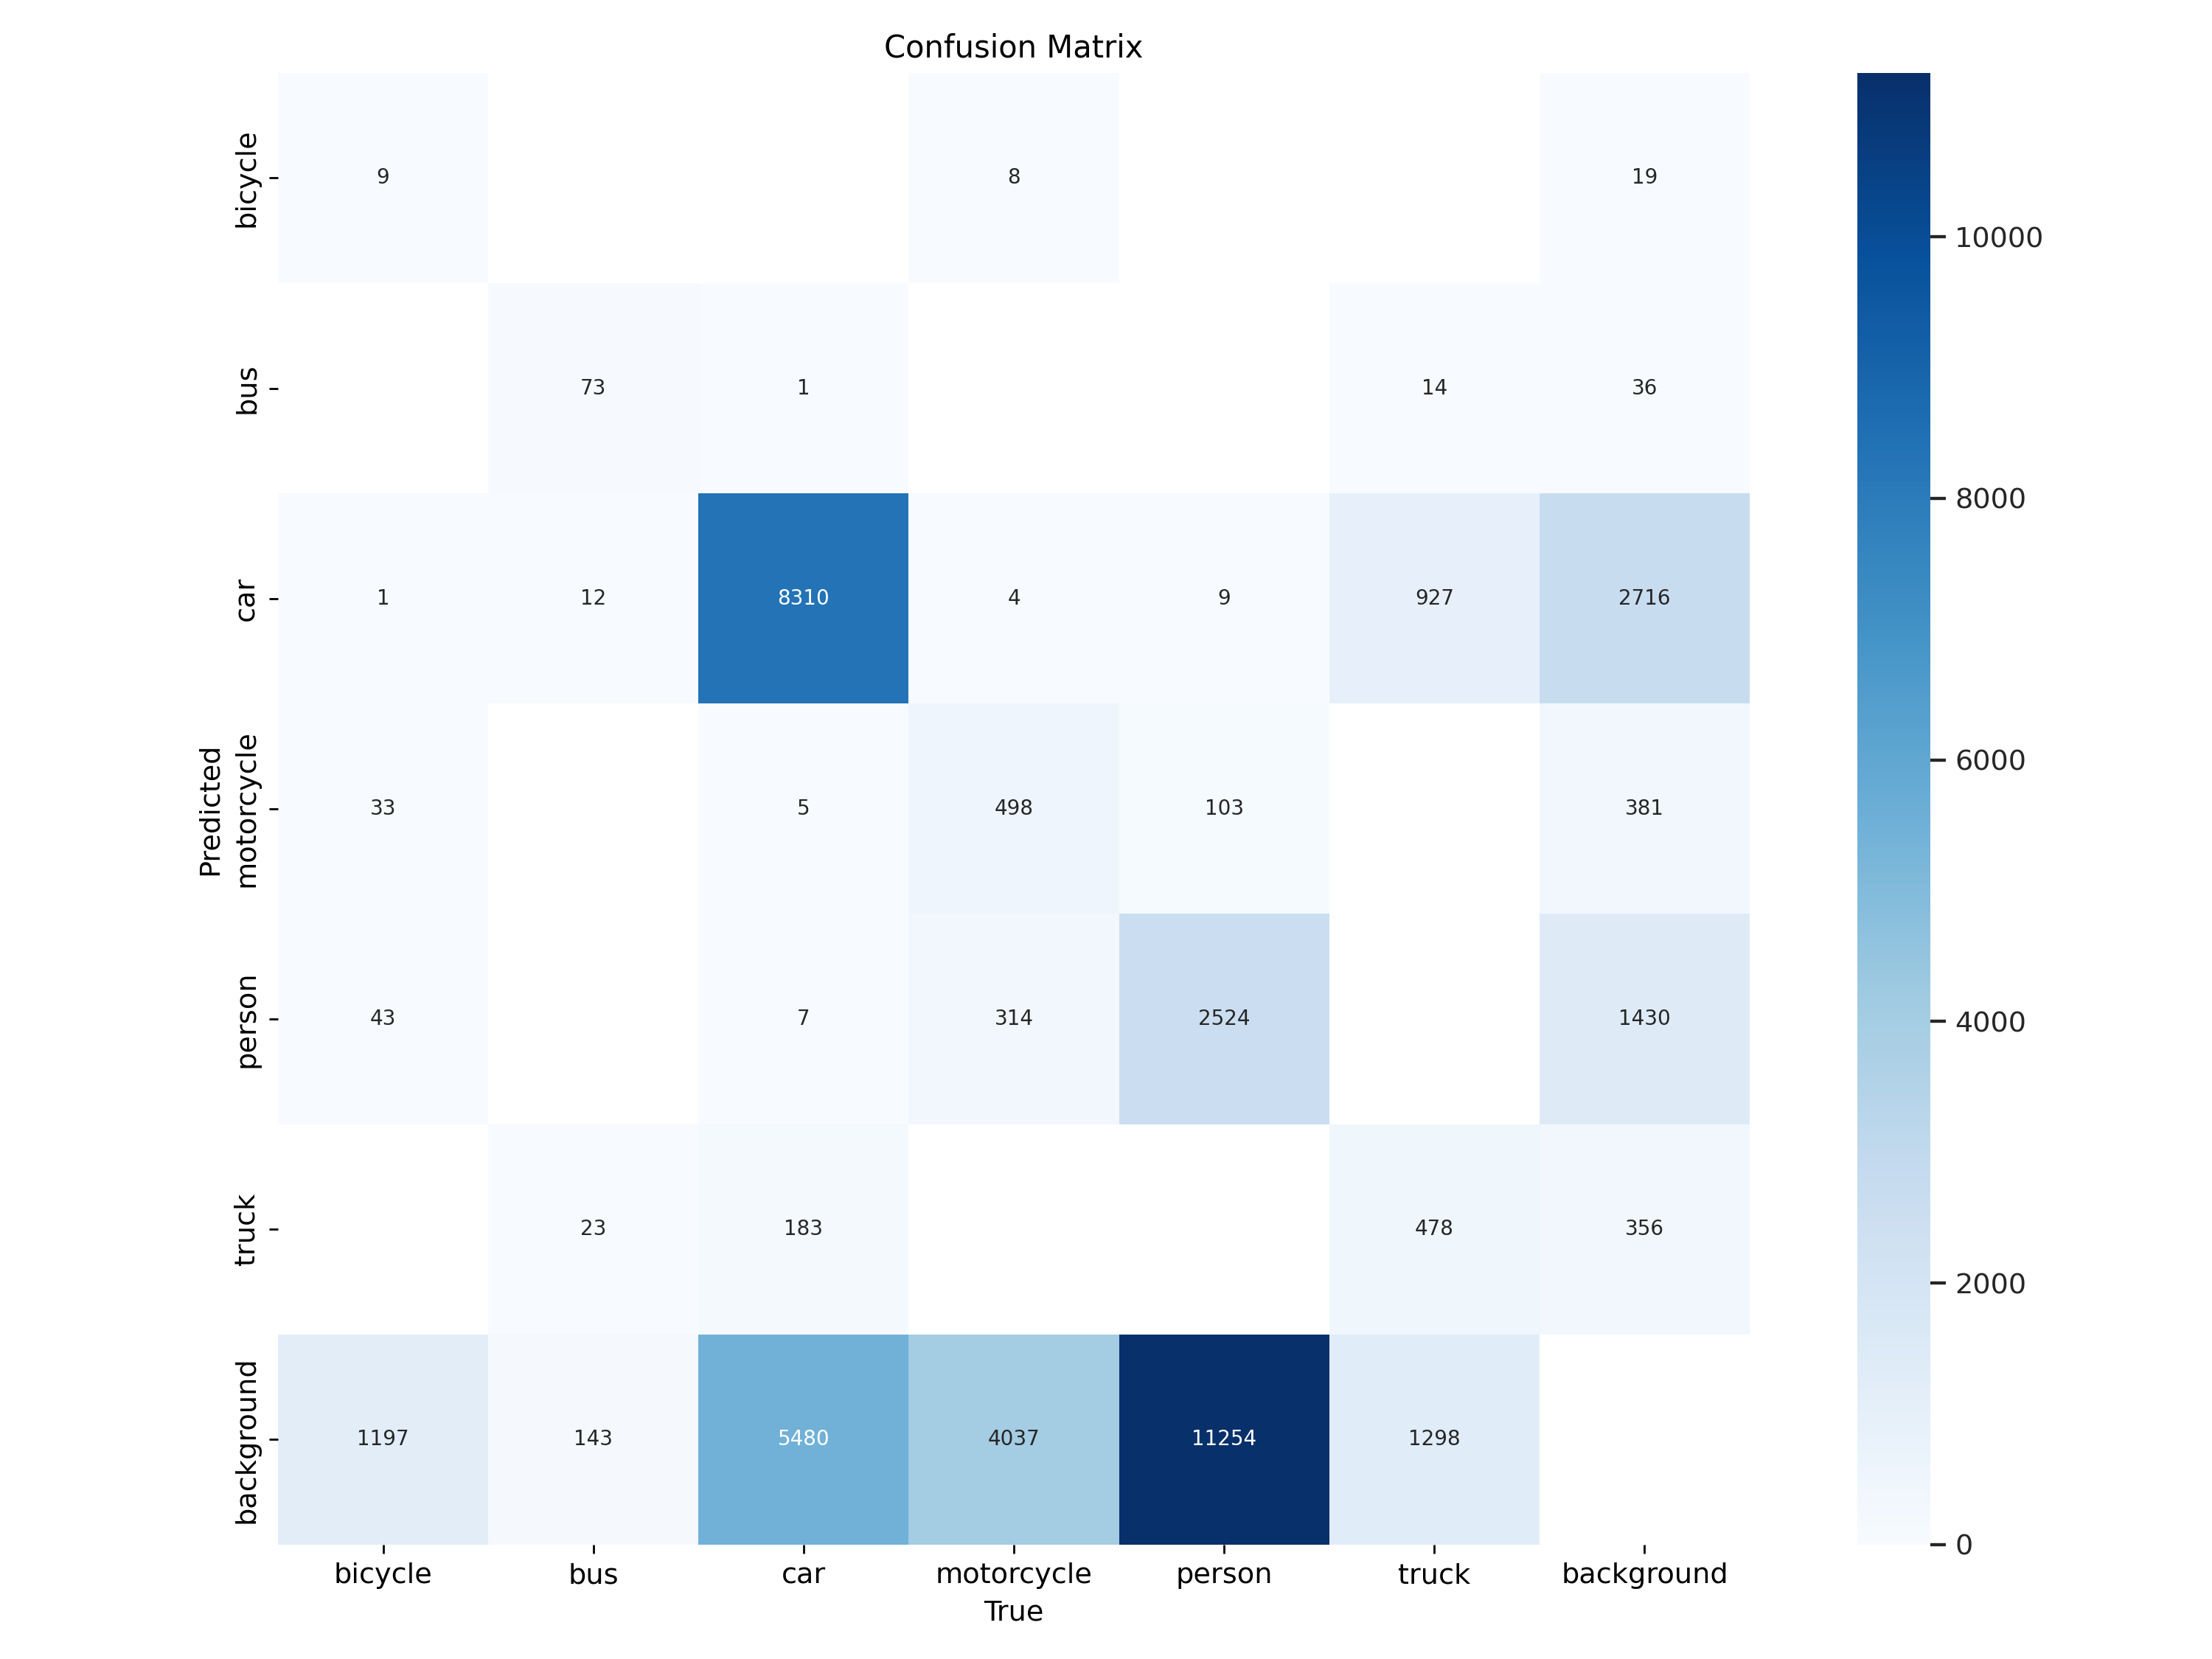 Confusion Matrix
bicycle
9 8 19
bus
73 1 14 36
car
1 12 8310 4 9 927 2716
motorcycle
33 5 498 103 381
person
43 7 314 2524 1430
truck
23 183 478 356
background
1197 143 5480 4037 11254 1298
Predicted
bicycle bus car motorcycle person truck background
True
10000
8000
6000
4000
2000
0